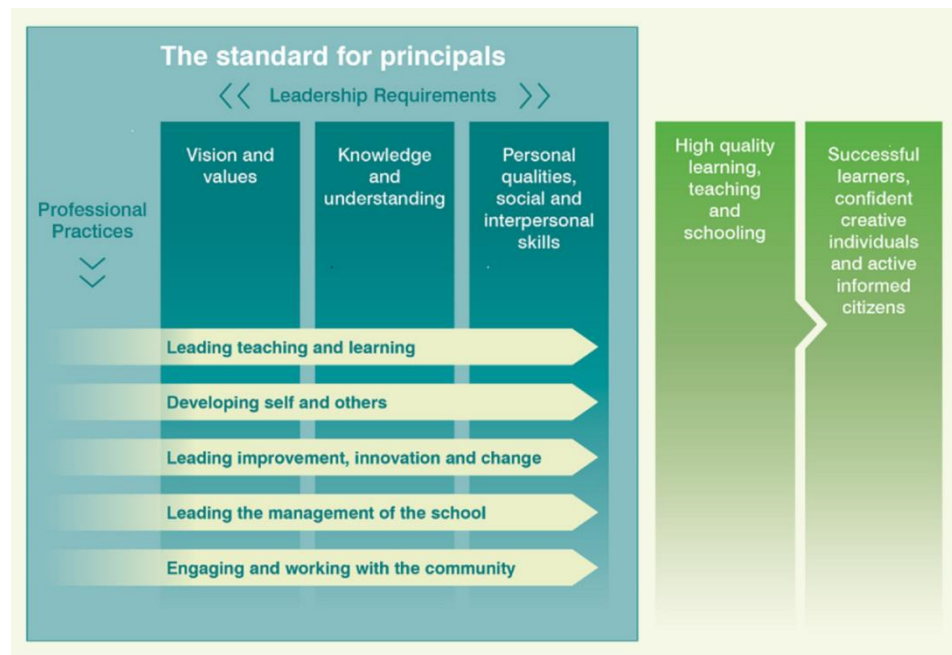 The standard for principals
Leadership Requirements
Professional
Practices
Vision and
values
Knowledge
and
understanding
Personal
qualities,
social and
interpersonal
skills
High quality
learning,
teaching
and
schooling
Successful
learners,
confident
creative
individuals
and active
informed
citizens
Leading teaching and learning
Developing self and others
Leading improvement, innovation and change
Leading the management of the school
Engaging and working with the community